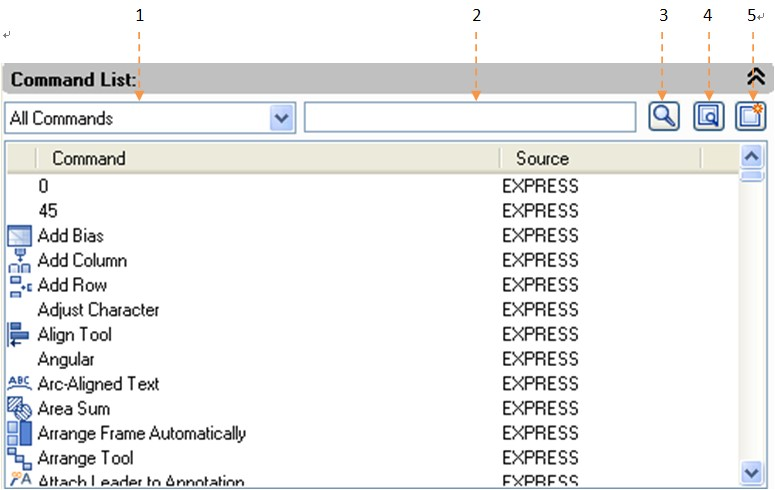 1 2 3 4 5
Command List:
All Commands
Command Source
0 EXPRESS
45 EXPRESS
Add Bias EXPRESS
Add Column EXPRESS
Add Row EXPRESS
Adjust Character EXPRESS
Align Tool EXPRESS
Angular EXPRESS
ABC Arc-Aligned Text EXPRESS
Area Sum EXPRESS
Arrange Frame Automatically EXPRESS
Arrange Tool EXPRESS
Attach Leader to Annotation EXPRESS